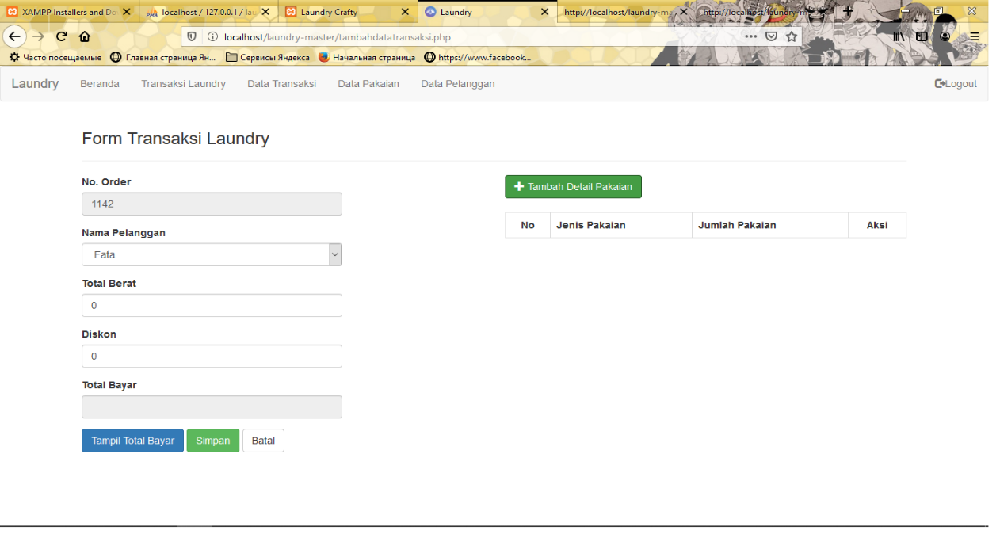 XAMPP Installers and Do
localhost / 127.0.0.1 / lau
Laundry Crafty
Laundry
http://localhost/laundry-ma
http://localhost/laundry-m
localhost/laundry-master/tambahdatatransaksi.php
Часто посещаемые
Главная страница Ян...
Сервисы Яндекса
Начальная страница
https://www.facebook...
Laundry
Beranda
Transaksi Laundry
Data Transaksi
Data Pakaian
Data Pelanggan
Logout
Form Transaksi Laundry
No. Order
1142
Nama Pelanggan
Fata
Total Berat
0
Diskon
0
Total Bayar
Tampil Total Bayar
Simpan
Batal
Tambah Detail Pakaian
No
Jenis Pakaian
Jumlah Pakaian
Aksi